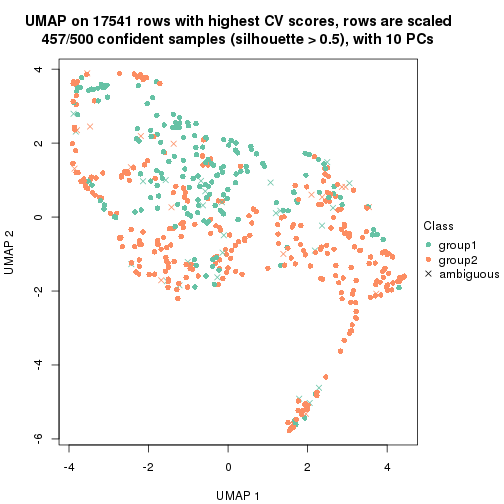 UMAP on 17541 rows with highest CV scores, rows are scaled
457/500 confident samples (silhouette > 0.5), with 10 PCs
4
2
0
-2
-4
-6
UMAP 2
-4
-2
0
2
4
UMAP 1
Class
group1
group2
ambiguous